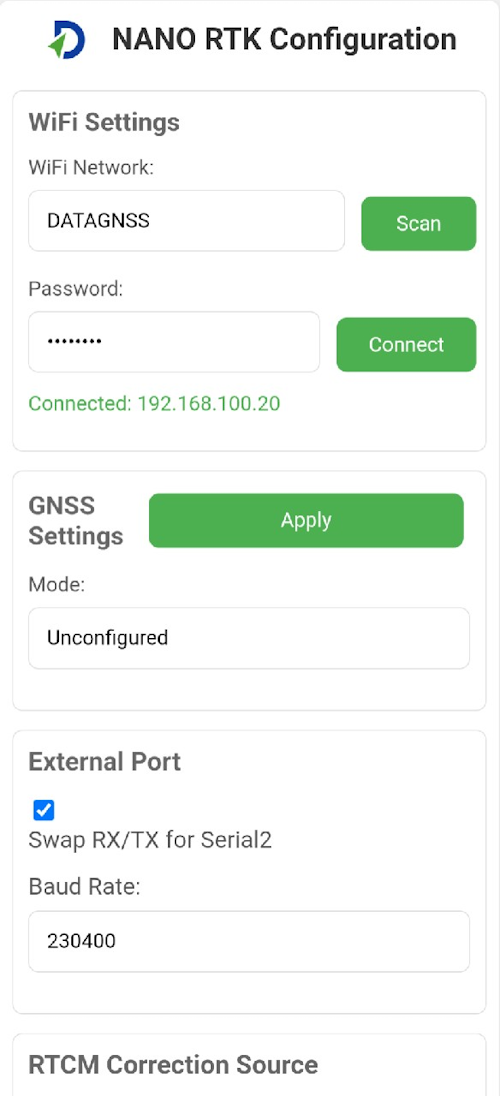 NANO RTK Configuration
WiFi Settings
WiFi Network:
DATAGNSS
Scan
Password:
••••••••
Connect
Connected: 192.168.100.20
GNSS
Settings
Apply
Mode:
Unconfigured
External Port
Swap RX/TX for Serial2
Baud Rate:
230400
RTCM Correction Source